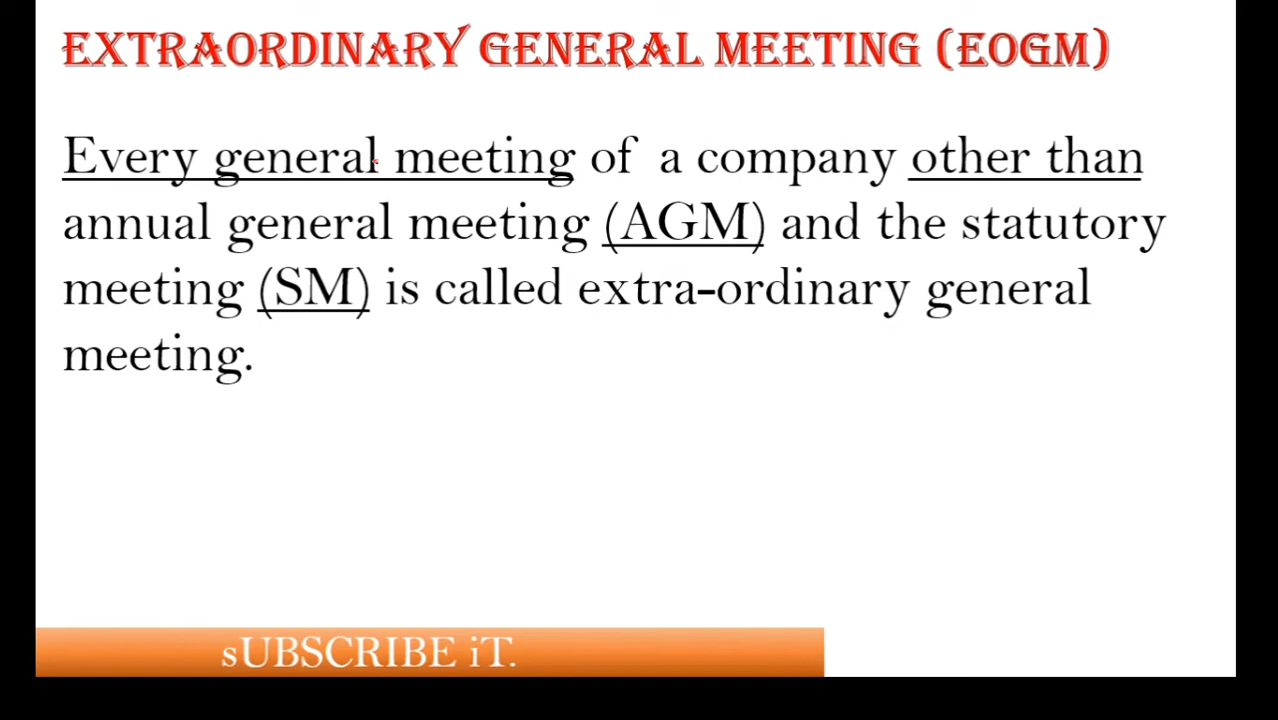 EXTRAORDINARY GENERAL MEETING (EOGM)
Every general meeting of a company other than
annual general meeting (AGM) and the statutory
meeting (SM) is called extra-ordinary general
meeting.
sUBSCRIBE iT.